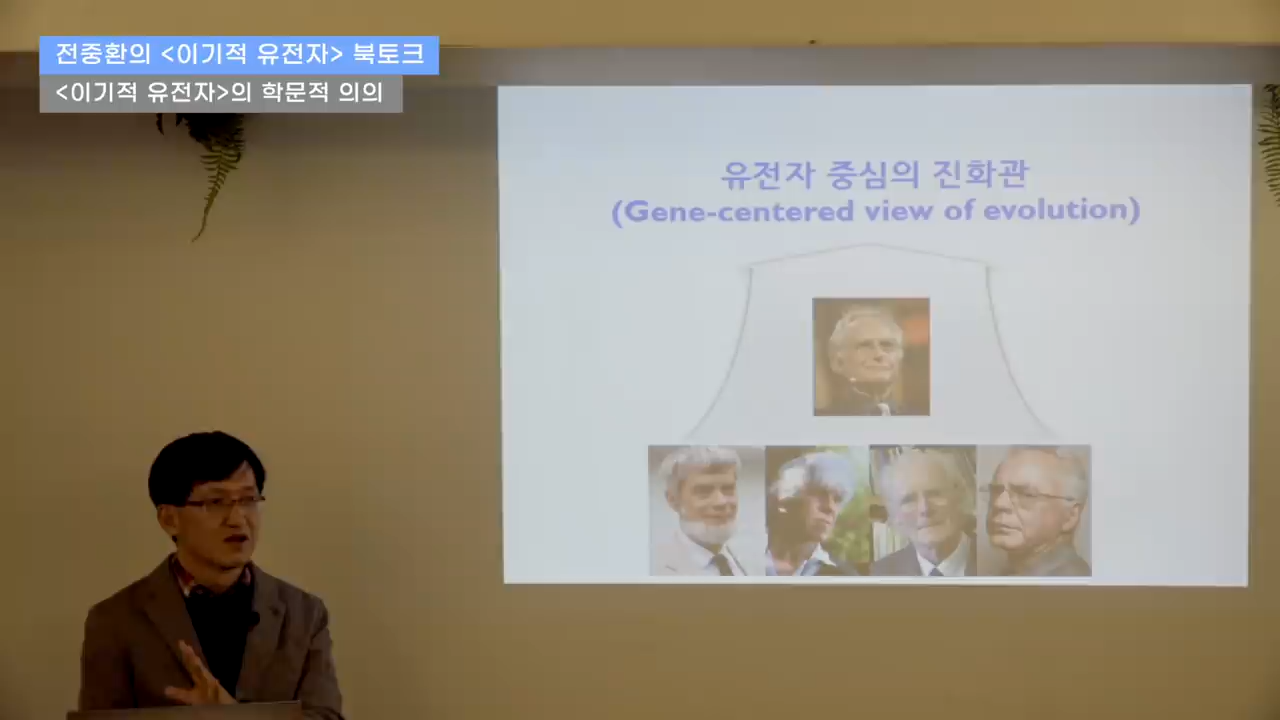 전중환의 <이기적 유전자> 북토크
<이기적 유전자>의 학문적 의의
유전자 중심의 진화관
(Gene-centered view of evolution)